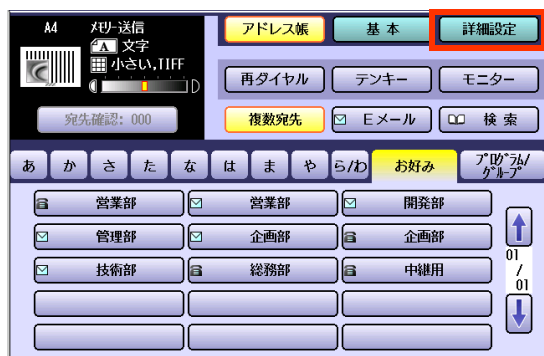 A4 ﾒﾓﾘｰ送信 アドレス帳 基本 詳細設定
A 文字
小さい,TIFF
D
再ダイヤル テンキー モニター
宛先確認: 000 複数宛先 Eメール 検索
あ か さ た な は ま や ら/わ お好み ﾌﾟﾛｸﾞﾗﾑ/
ｸﾞﾙｰﾌﾟ
営業部 営業部 開発部
管理部 企画部 企画部
技術部 総務部 中継用
01
/
01